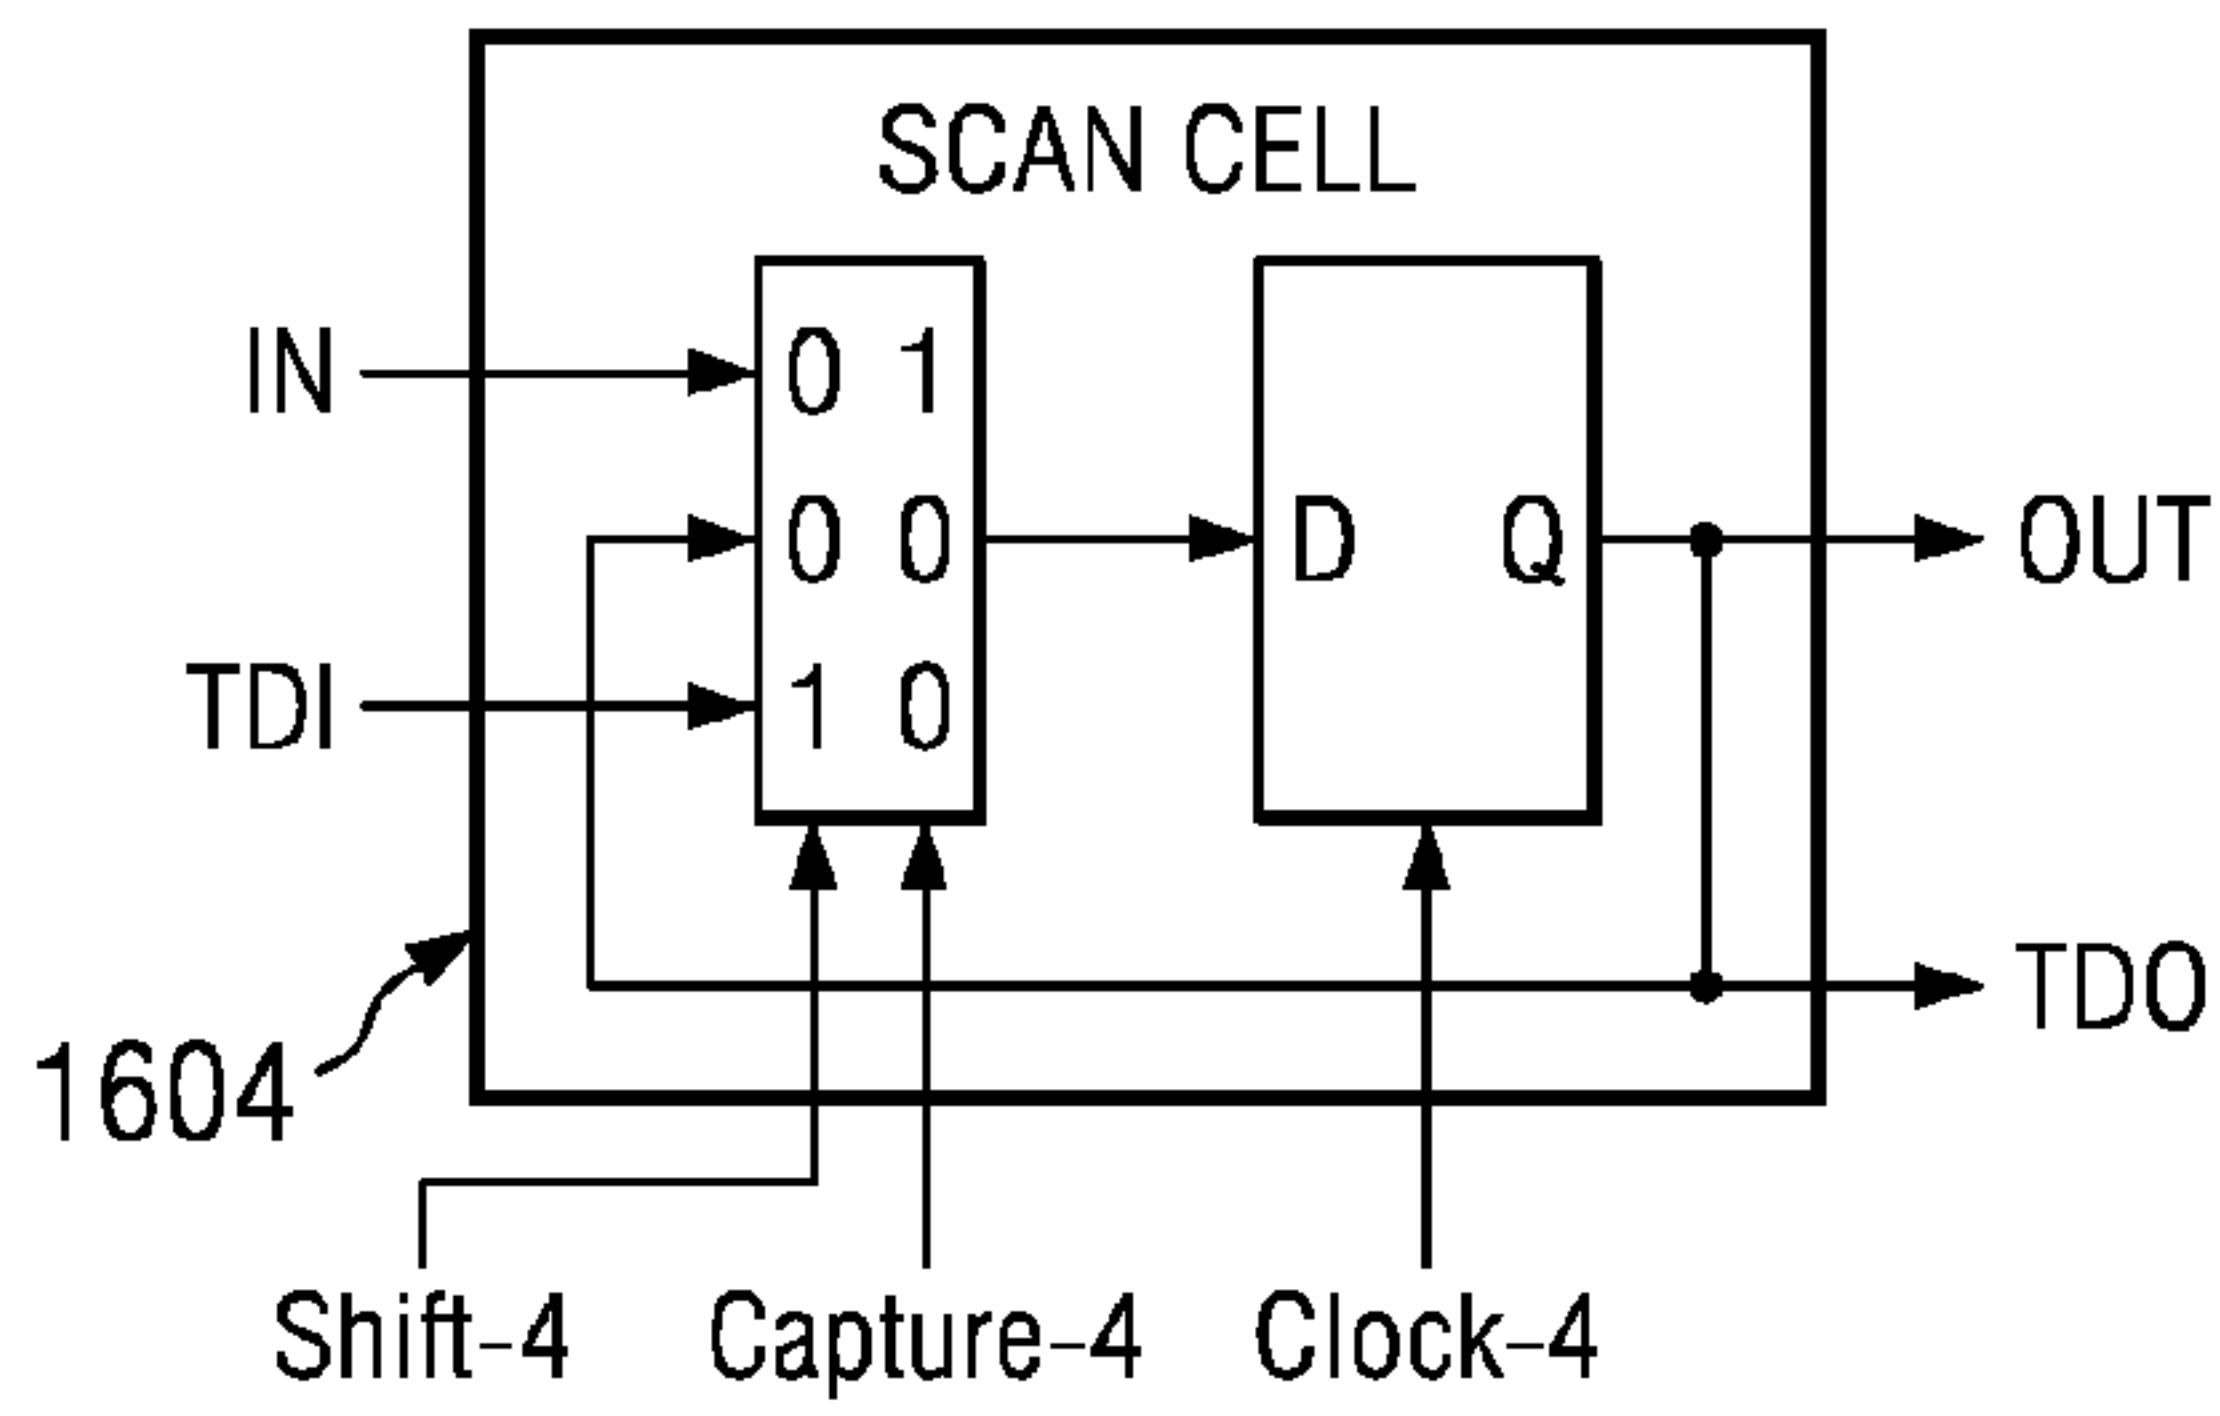 SCAN CELL
IN
0 1
0 0
D Q
OUT
TDI
1 0
TDO
1604
Shift-4
Capture-4
Clock-4